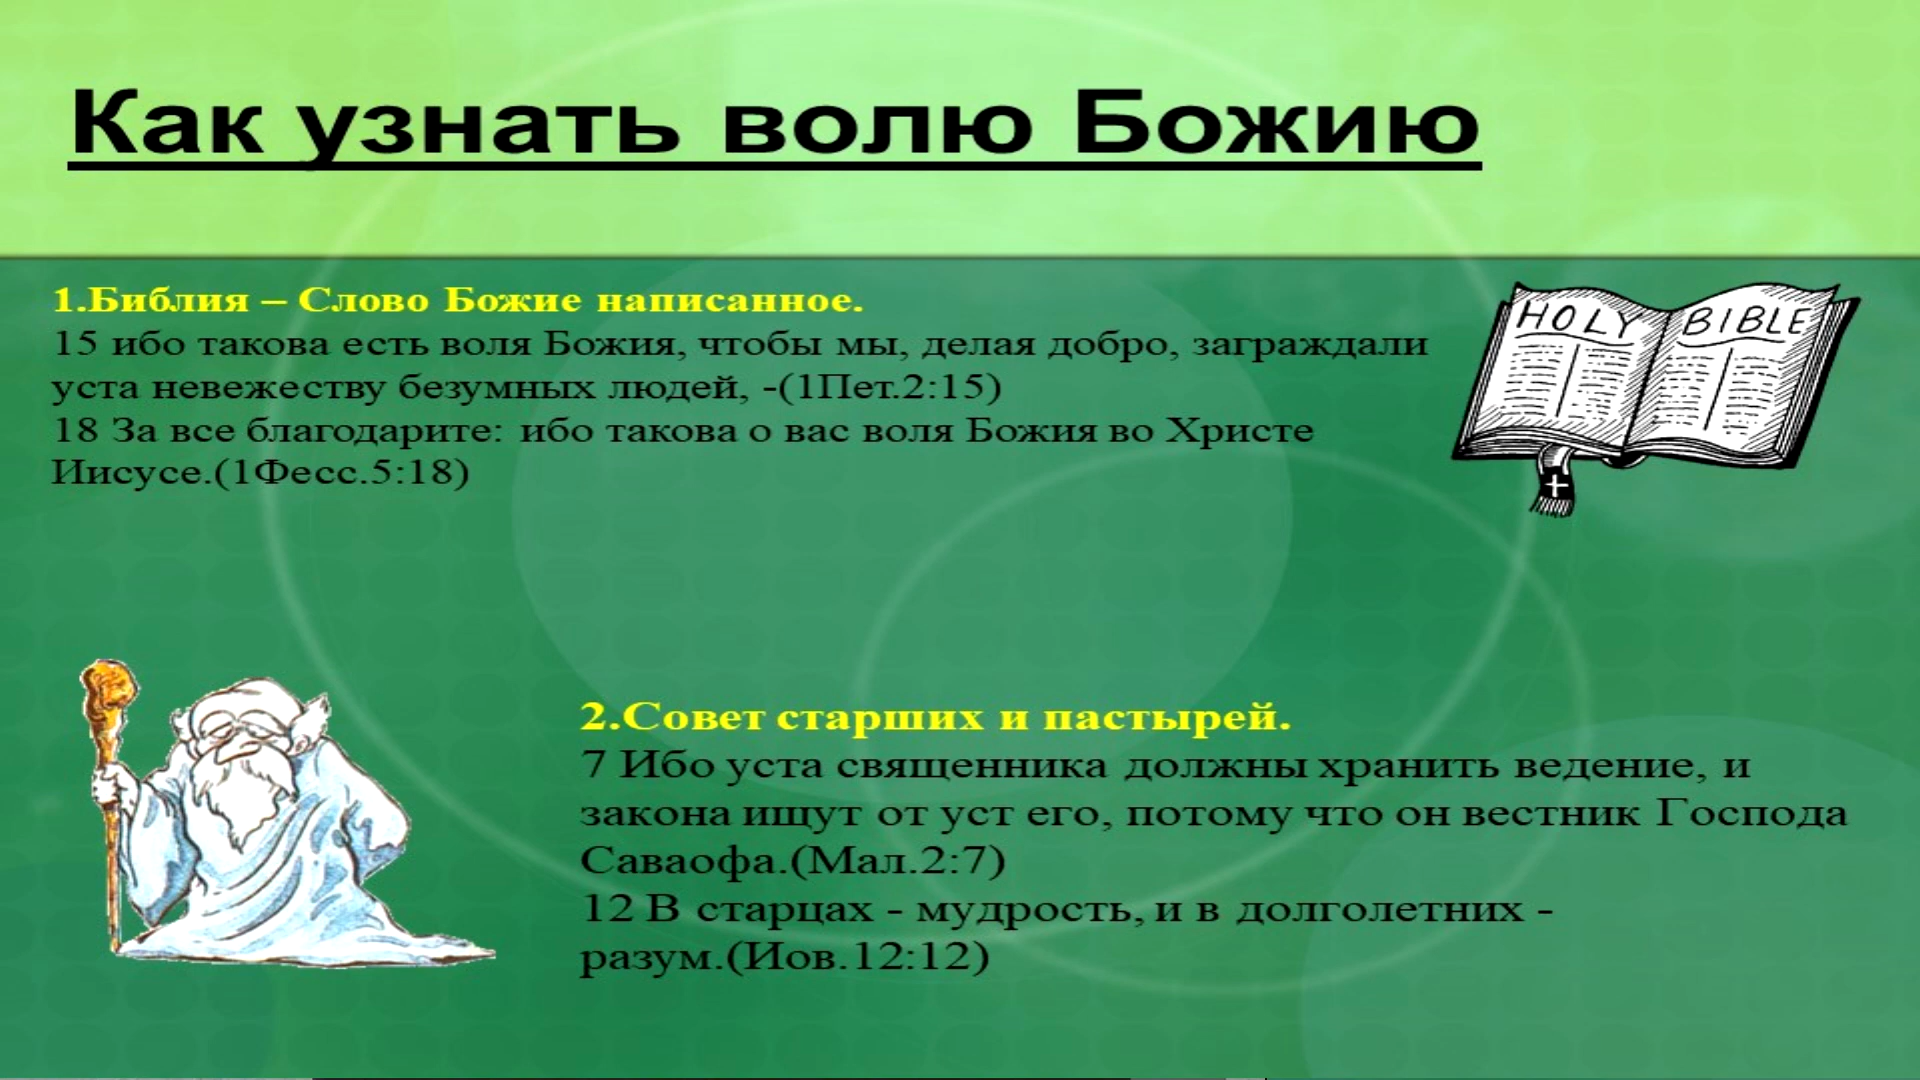 Как узнать волю Божию
1.Библия – Слово Божие написанное.
15 ибо такова есть воля Божия, чтобы мы, делая добро, заграждали
уста невежеству безумных людей, -(1Пет.2:15)
18 За все благодарите: ибо такова о вас воля Божия во Христе
Иисусе.(1Фесс.5:18)
HOLY BIBLE
2.Совет старших и пастырей.
7 Ибо уста священника должны хранить ведение, и
закона ищут от уст его, потому что он вестник Господа
Саваофа.(Мал.2:7)
12 В старцах - мудрость, и в долголетних -
разум.(Иов.12:12)